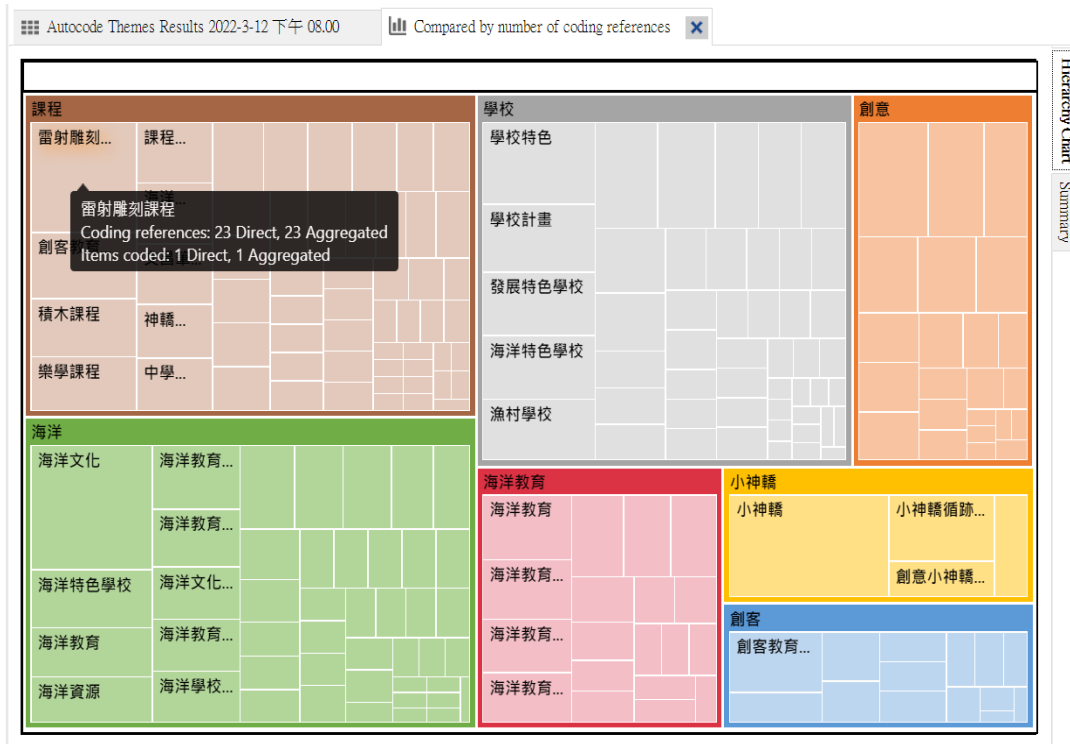 Autocode Themes Results 2022-3-12 下午 08.00
Compared by number of coding references
Hierarchy Chart
Summary
課程
雷射雕刻...
課程...
雷射雕刻課程
Coding references: 23 Direct, 23 Aggregated
Items coded: 1 Direct, 1 Aggregated
積木課程
神轎...
樂學課程
中學...
學校
學校特色
學校計畫
發展特色學校
海洋特色學校
漁村學校
創意
海洋
海洋文化
海洋教育...
海洋教育...
海洋特色學校
海洋文化...
海洋教育
海洋教育...
海洋資源
海洋學校...
海洋教育
海洋教育
海洋教育...
海洋教育...
海洋教育...
小神轎
小神轎
小神轎循跡...
創意小神轎...
創客
創客教育...